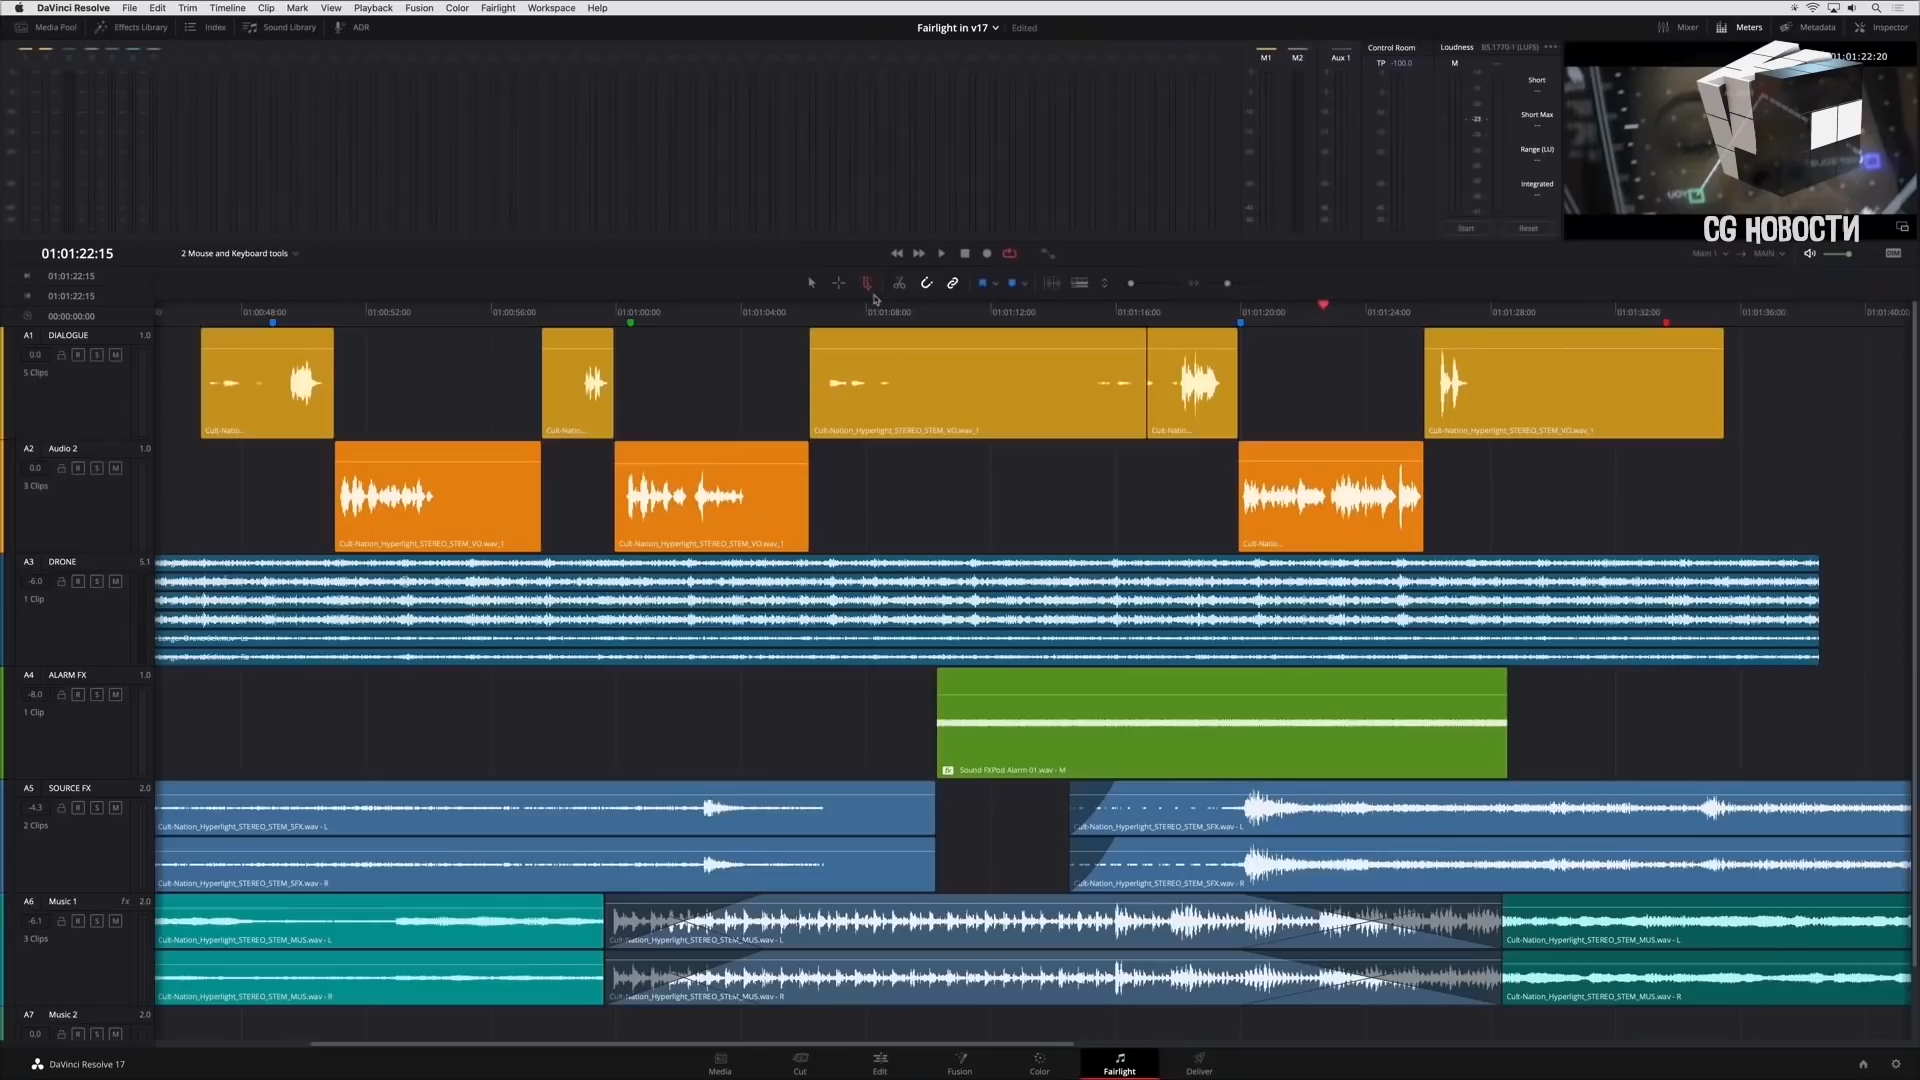 DaVinci Resolve File Edit Trim Timeline Clip Mark View Playback Fusion Color Fairlight Workspace Help
Media Pool Effects Library Index Sound Library ADR Fairlight in v17 Edited Mixer Meters Metadata Inspector
M1 M2 Aux 1 Control Room Loudness BS.1770-1 (LUFS)
TP -100.0 M
01:01:22:20
Short
Short Max
-23
Range (LU)
Integrated
Start Reset
CG НОВОСТИ
01:01:22:15 2 Mouse and Keyboard tools Main 1 MAIN DIM
01:01:22:15
01:01:22:15
00:00:00:00
01:00:48:00 01:00:52:00 01:00:56:00 01:01:00:00 01:01:04:00 01:01:08:00 01:01:12:00 01:01:16:00 01:01:20:00 01:01:24:00 01:01:28:00 01:01:32:00 01:01:36:00 01:01:40:00
A1 DIALOGUE 1.0
0.0 R S M
5 Clips
Cult-Natio... Cult-Natio... Cult-Nation_Hyperlight_STEREO_STEM_VO.wav_1 Cult-Natio... Cult-Nation_Hyperlight_STEREO_STEM_VO.wav_1
A2 Audio 2 1.0
0.0 R S M
3 Clips
Cult-Nation_Hyperlight_STEREO_STEM_VO.wav_1 Cult-Nation_Hyperlight_STEREO_STEM_VO.wav_1 Cult-Natio...
A3 DRONE 5.1
-6.0 R S M
1 Clip
A4 ALARM FX 1.0
-8.0 R S M
1 Clip
fx Sound FXPod Alarm 01.wav - M
A5 SOURCE FX 2.0
-4.3 R S M
2 Clips
Cult-Nation_Hyperlight_STEREO_STEM_SFX.wav - L Cult-Nation_Hyperlight_STEREO_STEM_SFX.wav - L
Cult-Nation_Hyperlight_STEREO_STEM_SFX.wav - R Cult-Nation_Hyperlight_STEREO_STEM_SFX.wav - R
A6 Music 1 fx 2.0
-6.1 R S M
3 Clips
Cult-Nation_Hyperlight_STEREO_STEM_MUS.wav - L Cult-Nation_Hyperlight_STEREO_STEM_MUS.wav - L Cult-Nation_Hyperlight_STEREO_STEM_MUS.wav - L
Cult-Nation_Hyperlight_STEREO_STEM_MUS.wav - R Cult-Nation_Hyperlight_STEREO_STEM_MUS.wav - R Cult-Nation_Hyperlight_STEREO_STEM_MUS.wav - R
A7 Music 2 2.0
0.0 R S M
DaVinci Resolve 17 Media Cut Edit Fusion Color Fairlight Deliver